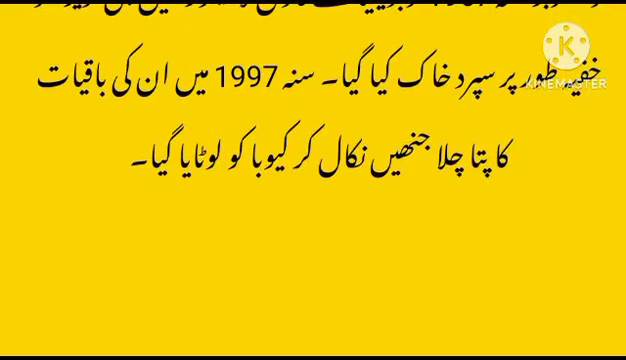 خفیہ طور پر سپرد خاک کیا گیا۔ سنہ 1997 میں ان کی باقیات
کا پتا چلا جنھیں نکال کر کیوبا کو لوٹایا گیا۔
KINEMASTER